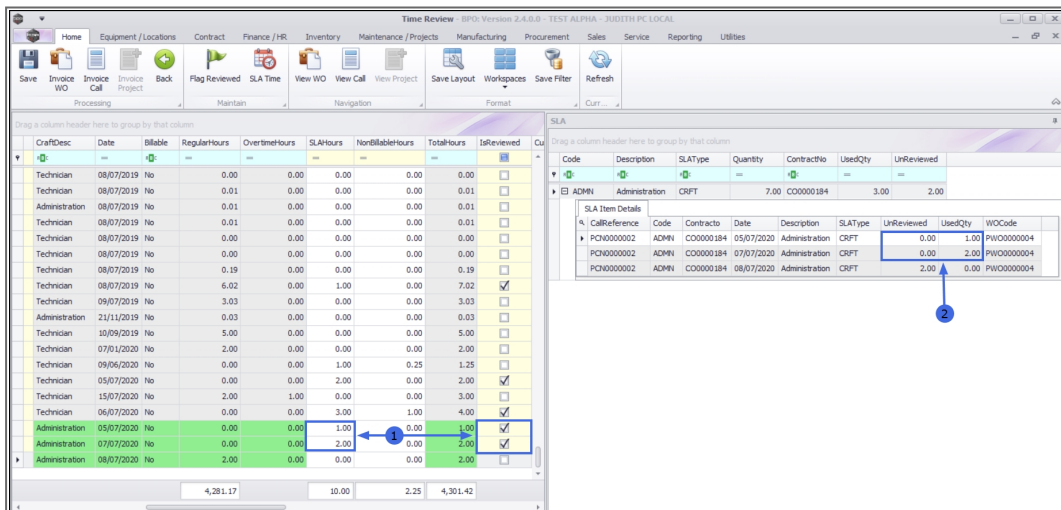 Time Review - BPO: Version 2.4.0.0 - TEST ALPHA - JUDITH PC LOCAL
Home Equipment / Locations Contract Finance / HR Inventory Maintenance / Projects Manufacturing Procurement Sales Service Reporting Utilities
Save Invoice WO Invoice Call Invoice Project Back Flag Reviewed SLA Time View WO View Call View Project Save Layout Workspaces Save Filter Refresh
Processing Maintain Navigation Format Curr...
Drag a column header here to group by that column
CraftDesc Date Billable RegularHours OvertimeHours SLAHours NonBillableHours TotalHours IsReviewed Cu
Technician 08/07/2019 No 0.00 0.00 0.00 0.00 0.00
Technician 08/07/2019 No 0.01 0.00 0.00 0.00 0.01
Administration 08/07/2019 No 0.01 0.00 0.00 0.00 0.01
Technician 08/07/2019 No 0.01 0.00 0.00 0.00 0.01
Technician 08/07/2019 No 0.00 0.00 0.00 0.00 0.00
Technician 08/07/2019 No 0.00 0.00 0.00 0.00 0.00
Technician 08/07/2019 No 0.19 0.00 0.00 0.00 0.19
Technician 08/07/2019 No 6.02 0.00 1.00 0.00 7.02
Technician 09/07/2019 No 3.03 0.00 0.00 0.00 3.03
Administration 21/11/2019 No 0.03 0.00 0.00 0.00 0.03
Technician 10/09/2019 No 5.00 0.00 0.00 0.00 5.00
Technician 07/01/2020 No 2.00 0.00 0.00 0.00 2.00
Technician 09/06/2020 No 0.00 0.00 1.00 0.25 1.25
Technician 05/07/2020 No 0.00 0.00 2.00 0.00 2.00
Technician 15/07/2020 No 2.00 1.00 0.00 0.00 3.00
Technician 06/07/2020 No 0.00 0.00 3.00 1.00 4.00
Administration 05/07/2020 No 0.00 0.00 1.00 0.00 1.00
Administration 07/07/2020 No 0.00 0.00 2.00 0.00 2.00
Administration 08/07/2020 No 2.00 0.00 0.00 0.00 2.00
1
4,281.17 10.00 2.25 4,301.42
SLA
Drag a column header here to group by that column
Code Description SLAType Quantity ContractNo UsedQty UnReviewed
ADMN Administration CRFT 7.00 CO0000184 3.00 2.00
SLA Item Details
CallReference Code Contracto Date Description SLAType UnReviewed UsedQty WOCode
PCN0000002 ADMN CO0000184 05/07/2020 Administration CRFT 0.00 1.00 PWO0000004
PCN0000002 ADMN CO0000184 07/07/2020 Administration CRFT 0.00 2.00 PWO0000004
PCN0000002 ADMN CO0000184 08/07/2020 Administration CRFT 2.00 0.00 PWO0000004
2